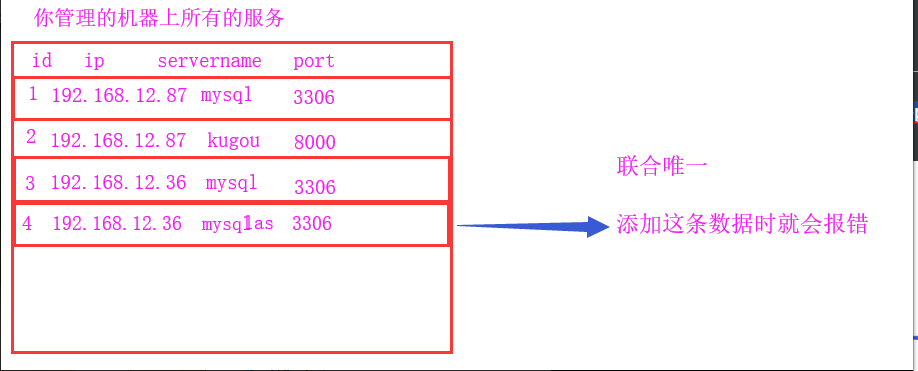 你管理的机器上所有的服务
id ip servername port
1 192.168.12.87 mysql 3306
2 192.168.12.87 kugou 8000
3 192.168.12.36 mysql 3306
4 192.168.12.36 mysqllas 3306
联合唯一
添加这条数据时就会报错